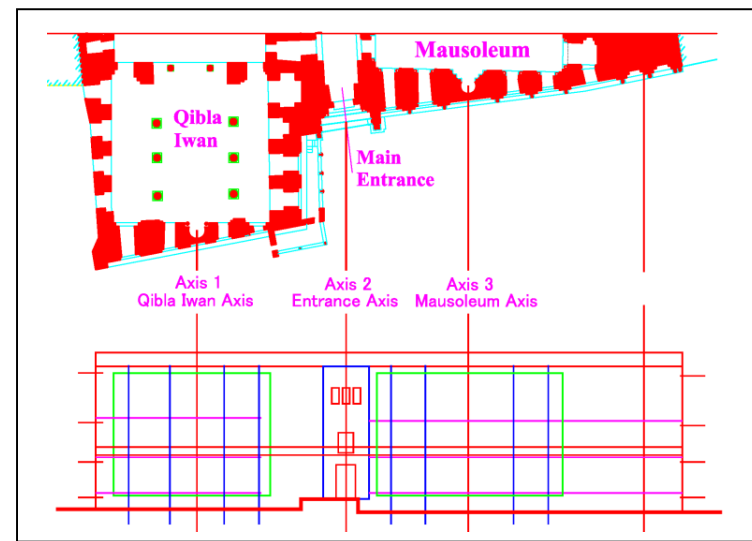 Mausoleum
Qibla
Iwan
Main
Entrance
Axis 1
Qibla Iwan Axis
Axis 2
Entrance Axis
Axis 3
Mausoleum Axis